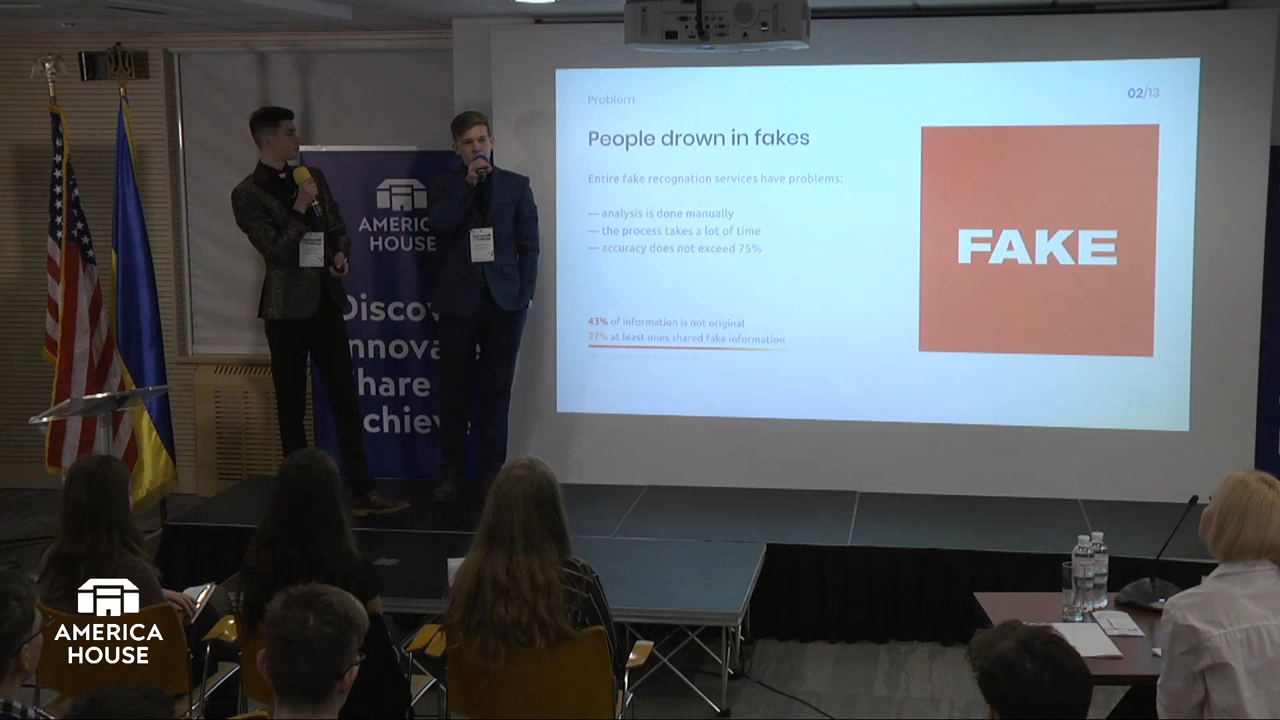 Problem
02/13
People drown in fakes
Entire fake recognation services have problems:
— analysis is done manually
— the process takes a lot of time
— accuracy does not exceed 75%
43% of information is not original
27% at least ones shared fake information
FAKE
AMERIC
HOUSE
Discov
nnova e
hare
chiev
AMERICA
HOUSE